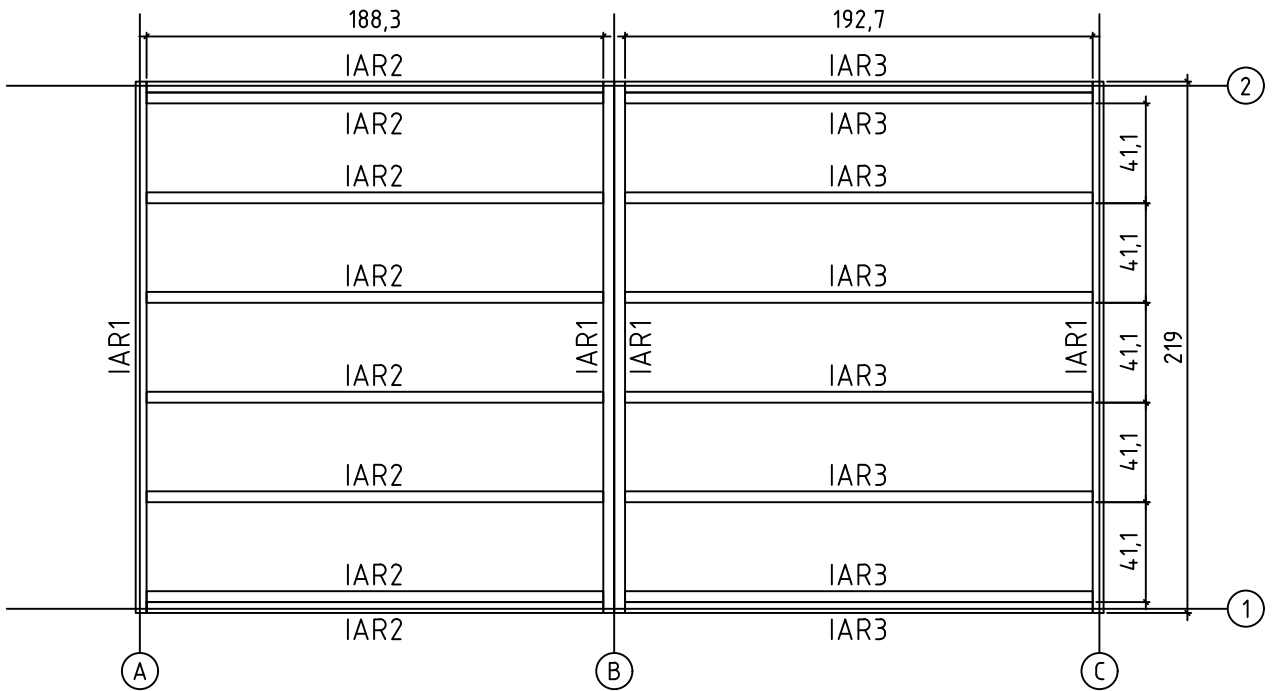 188,3 192,7
IAR2 IAR3
2
IAR2 IAR3
41,1
IAR2 IAR3
41,1
IAR2 IAR3
IAR1 IAR1 IAR1 IAR1 41,1 219
IAR2 IAR3
41,1
IAR2 IAR3
41,1
IAR2 IAR3
1
IAR2 IAR3
A B C